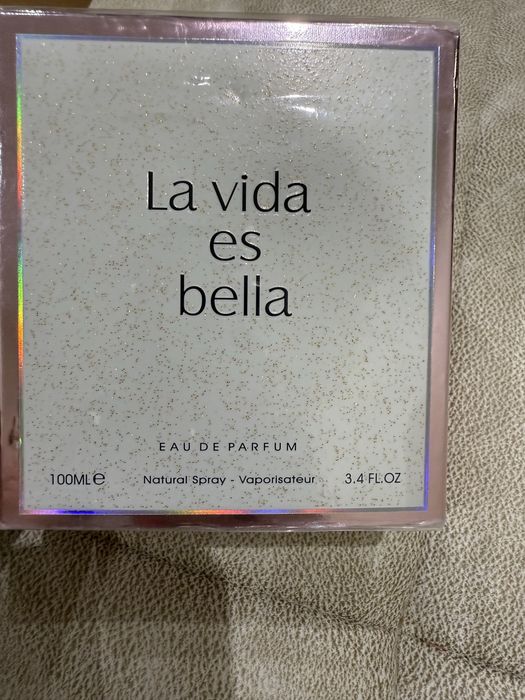 La vida
es
bella
EAU DE PARFUM
100ML e
Natural Spray - Vaporisateur
3.4 FL.OZ